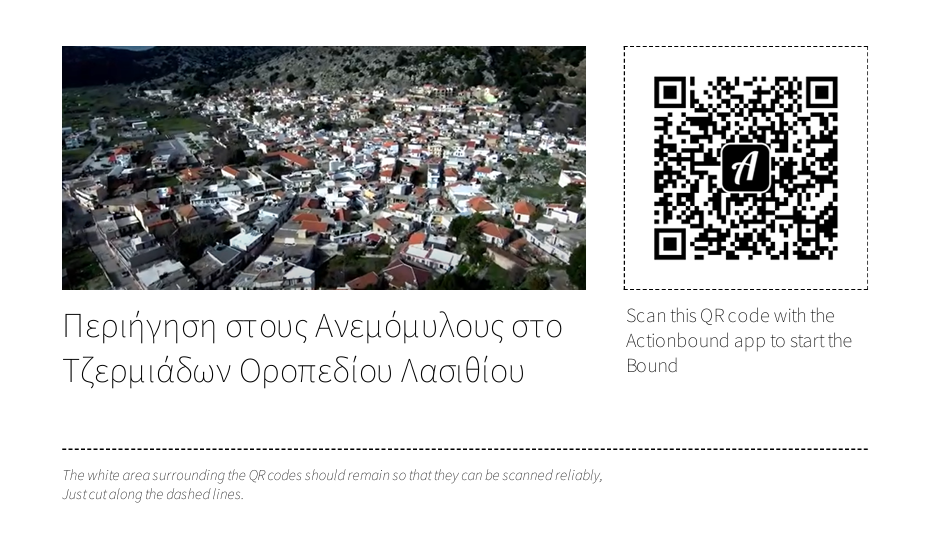 Περιήγηση στους Ανεμόμυλους στο
Τζερμιάδων Οροπεδίου Λασιθίου
A
Scan this QR code with the
Actionbound app to start the
Bound
The white area surrounding the QR codes should remain so that they can be scanned reliably,
Just cut along the dashed lines.